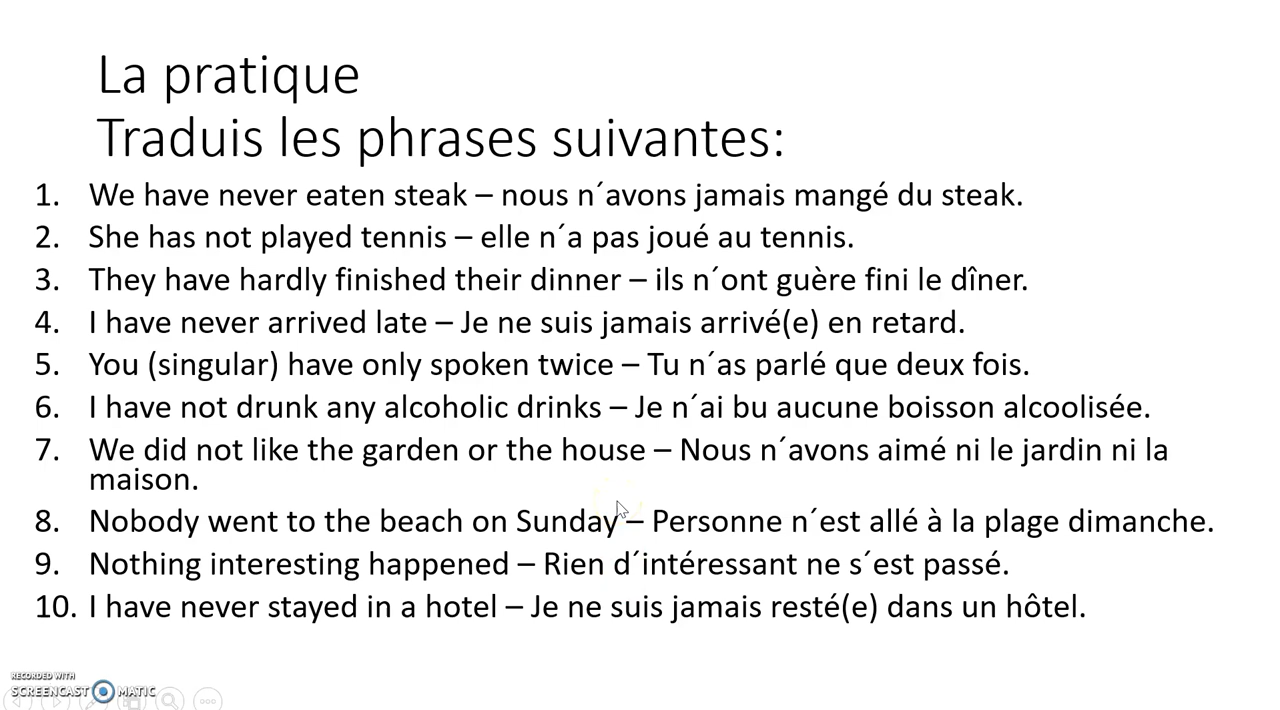 La pratique
Traduis les phrases suivantes:
1. We have never eaten steak – nous n´avons jamais mangé du steak.
2. She has not played tennis – elle n´a pas joué au tennis.
3. They have hardly finished their dinner – ils n´ont guère fini le dîner.
4. I have never arrived late – Je ne suis jamais arrivé(e) en retard.
5. You (singular) have only spoken twice – Tu n´as parlé que deux fois.
6. I have not drunk any alcoholic drinks – Je n´ai bu aucune boisson alcoolisée.
7. We did not like the garden or the house – Nous n´avons aimé ni le jardin ni la
maison.
8. Nobody went to the beach on Sunday – Personne n´est allé à la plage dimanche.
9. Nothing interesting happened – Rien d´intéressant ne s´est passé.
10. I have never stayed in a hotel – Je ne suis jamais resté(e) dans un hôtel.
RECORDED WITH
SCREENCAST MATIC